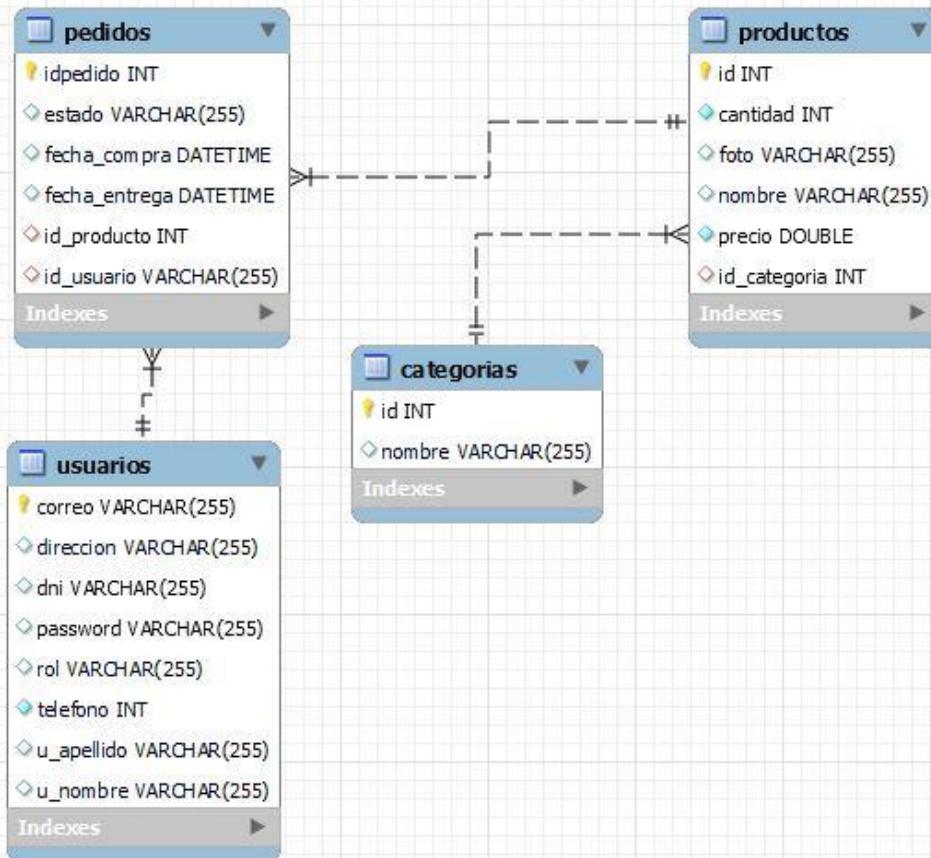 pedidos
idpedido INT
estado VARCHAR(255)
fecha_compra DATETIME
fecha_entrega DATETIME
id_producto INT
id_usuario VARCHAR(255)
Indexes
productos
id INT
cantidad INT
foto VARCHAR(255)
nombre VARCHAR(255)
precio DOUBLE
id_categoria INT
Indexes
categorias
id INT
nombre VARCHAR(255)
Indexes
usuarios
correo VARCHAR(255)
direccion VARCHAR(255)
dni VARCHAR(255)
password VARCHAR(255)
rol VARCHAR(255)
telefono INT
u_apellido VARCHAR(255)
u_nombre VARCHAR(255)
Indexes